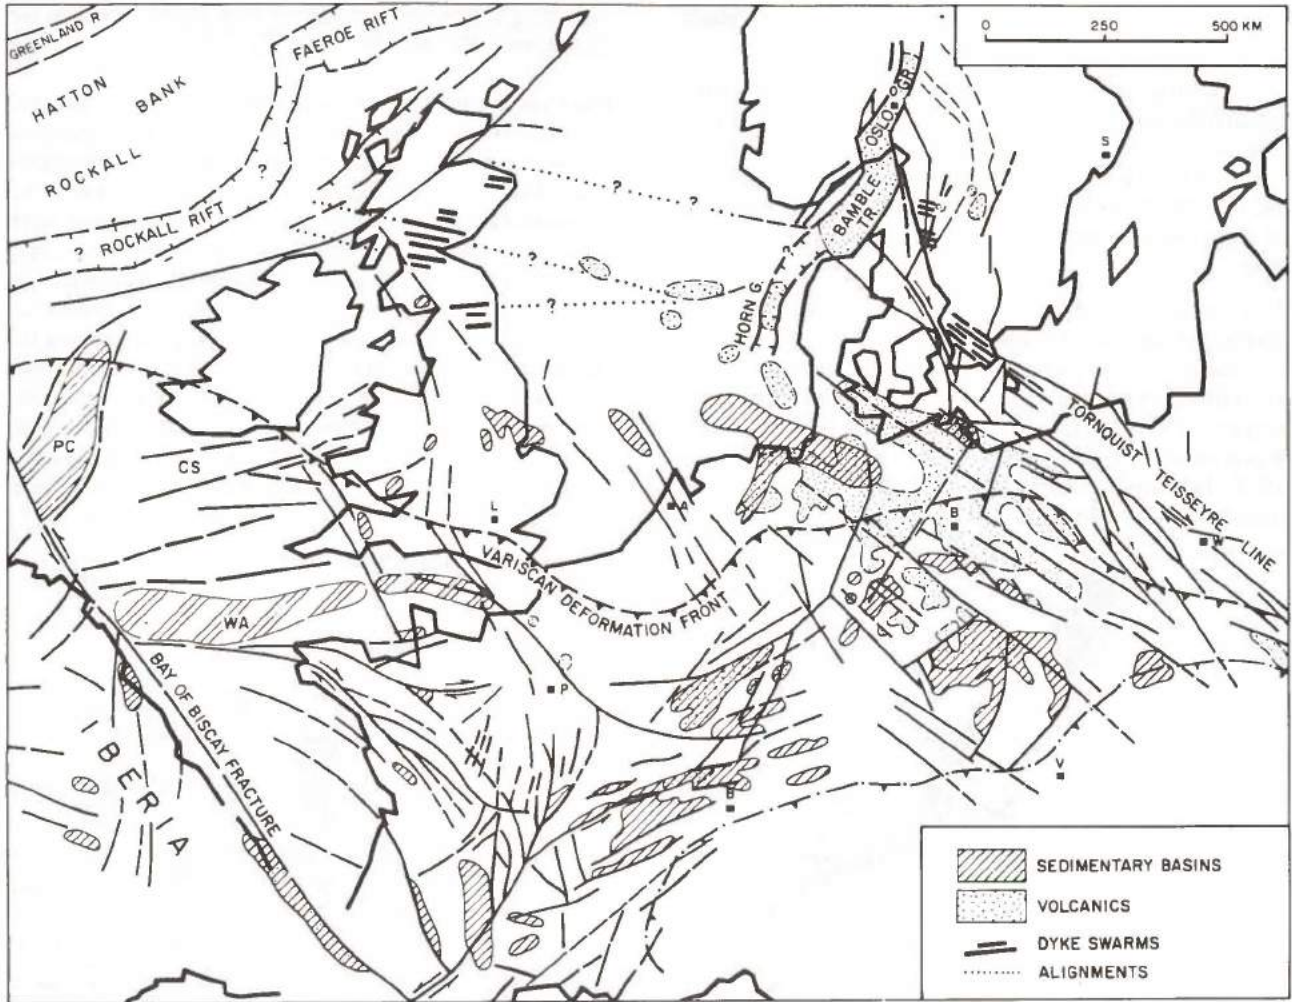 GREENLAND R
FAEROE RIFT
0 250 500 KM
HATTON BANK
ROCKALL
?
? ROCKALL RIFT
OSLO GR.
S
BAMBLE TR.
? ?
?
?
?
HORN G.
PC
CS
TORNQUIST TEISSEYRE LINE
L
A
B
W
VARISCAN DEFORMATION FRONT
WA
P
BAY OF BISCAY FRACTURE
IBERIA
V
B
SEDIMENTARY BASINS
VOLCANICS
DYKE SWARMS
ALIGNMENTS